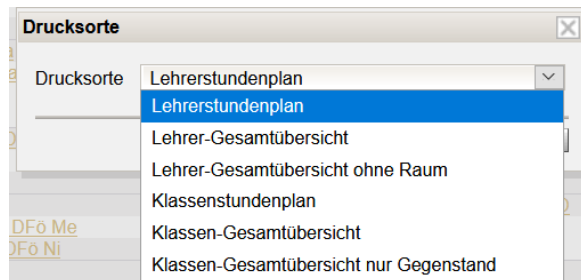 Drucksorte
Drucksorte Lehrerstundenplan
Lehrerstundenplan
Lehrer-Gesamtübersicht
Lehrer-Gesamtübersicht ohne Raum
Klassenstundenplan
Klassen-Gesamtübersicht
DFö Me
Klassen-Gesamtübersicht nur Gegenstand
DFö Ni